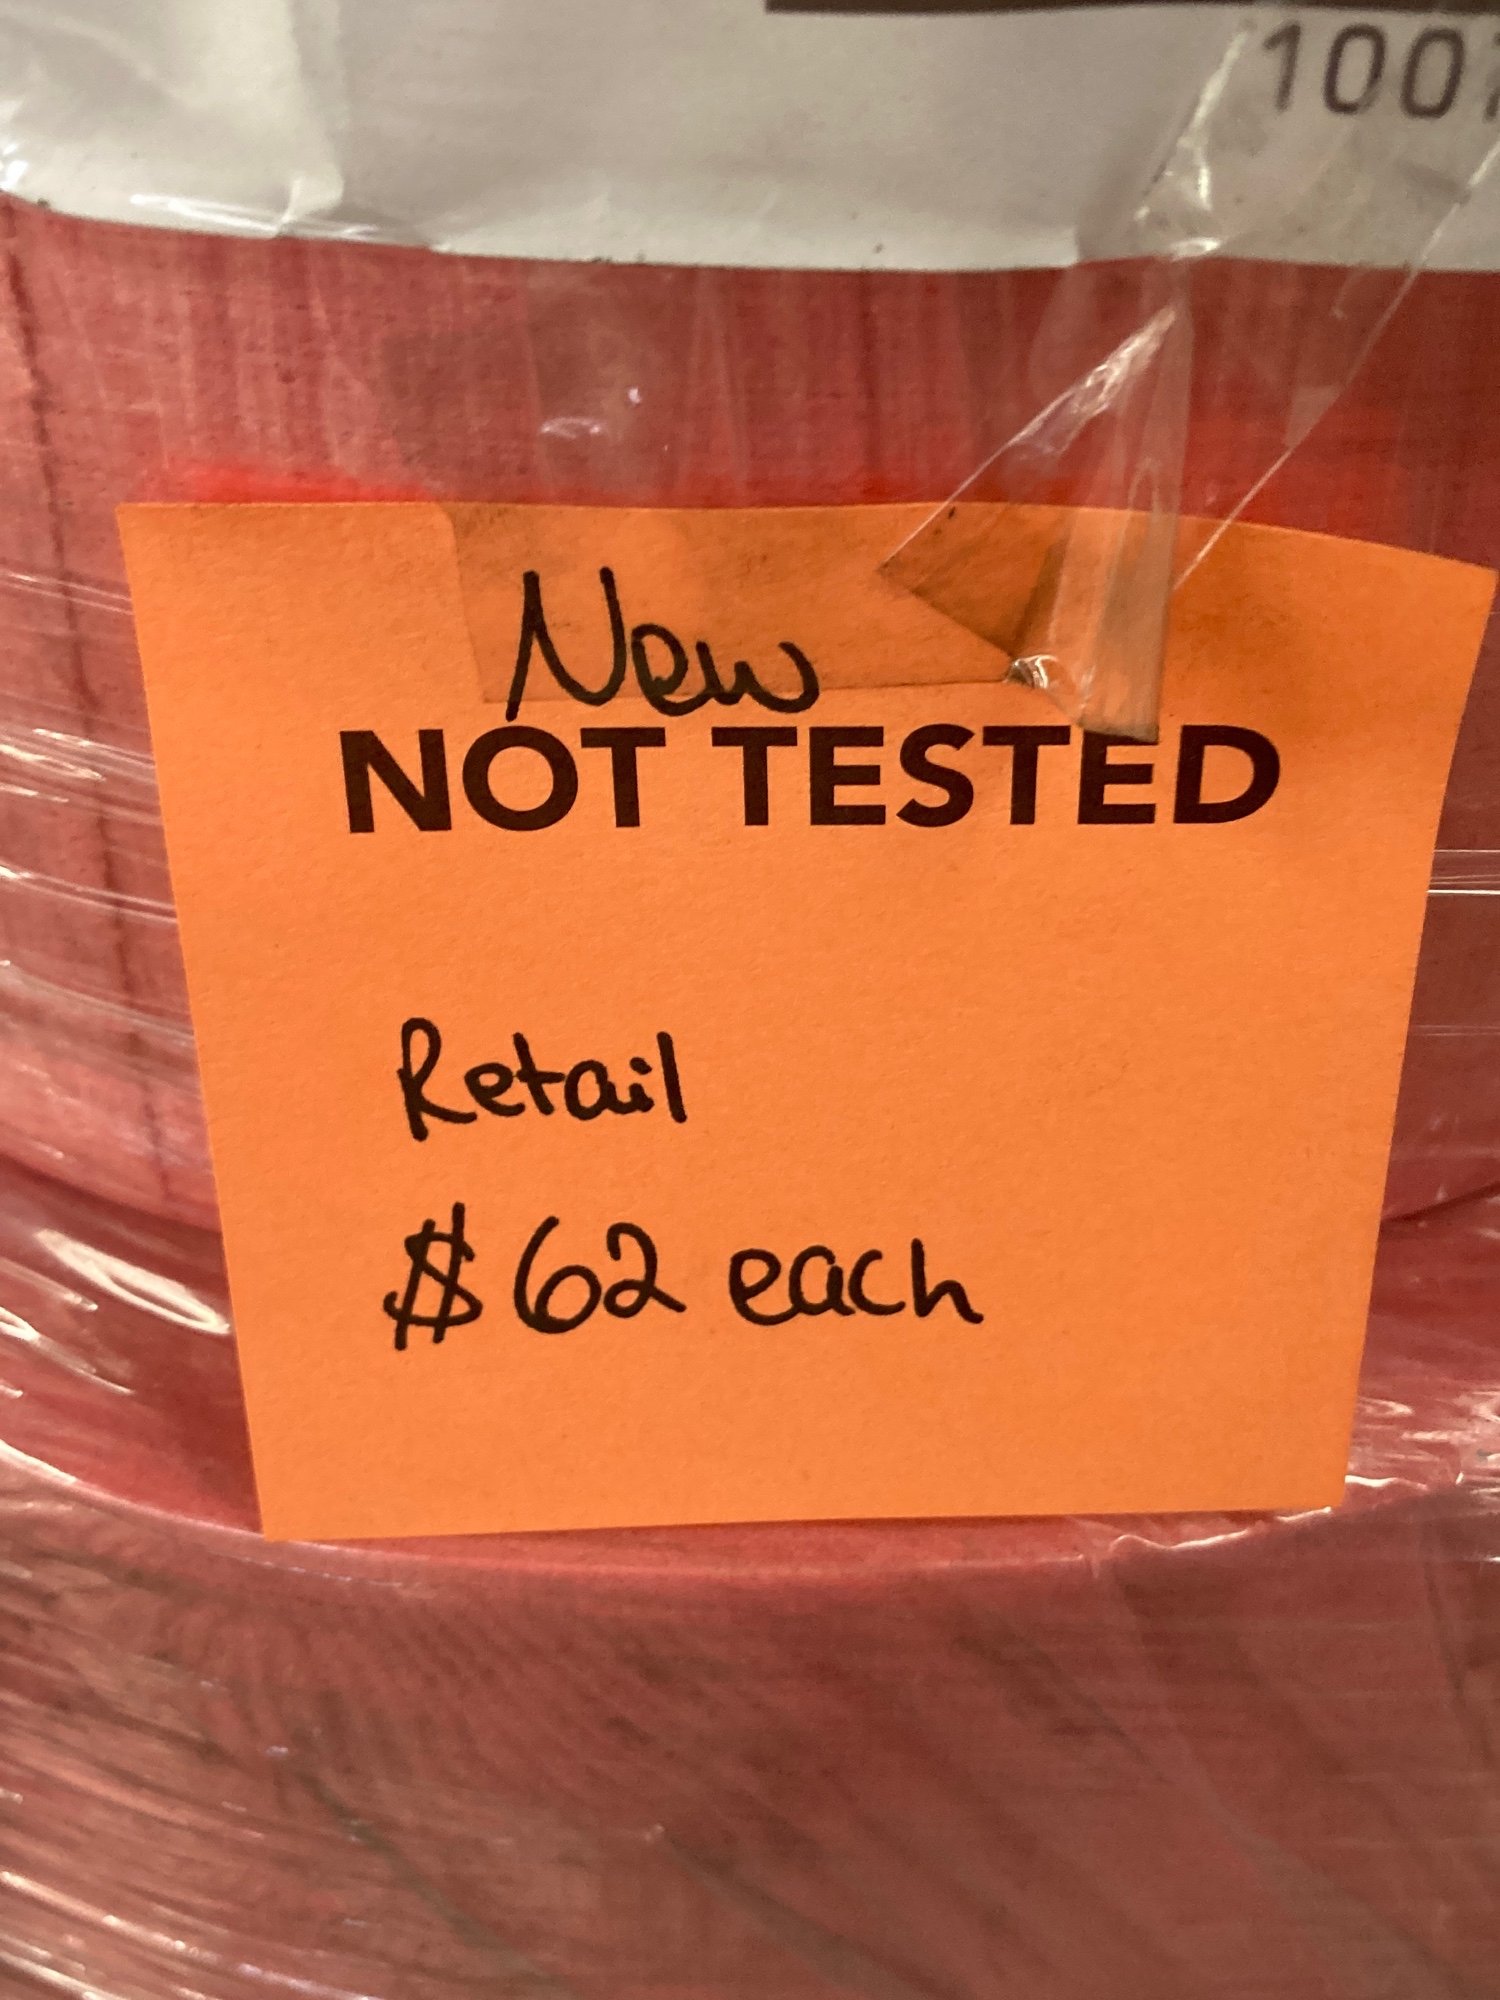 New
NOT TESTED
Retail
$62 each